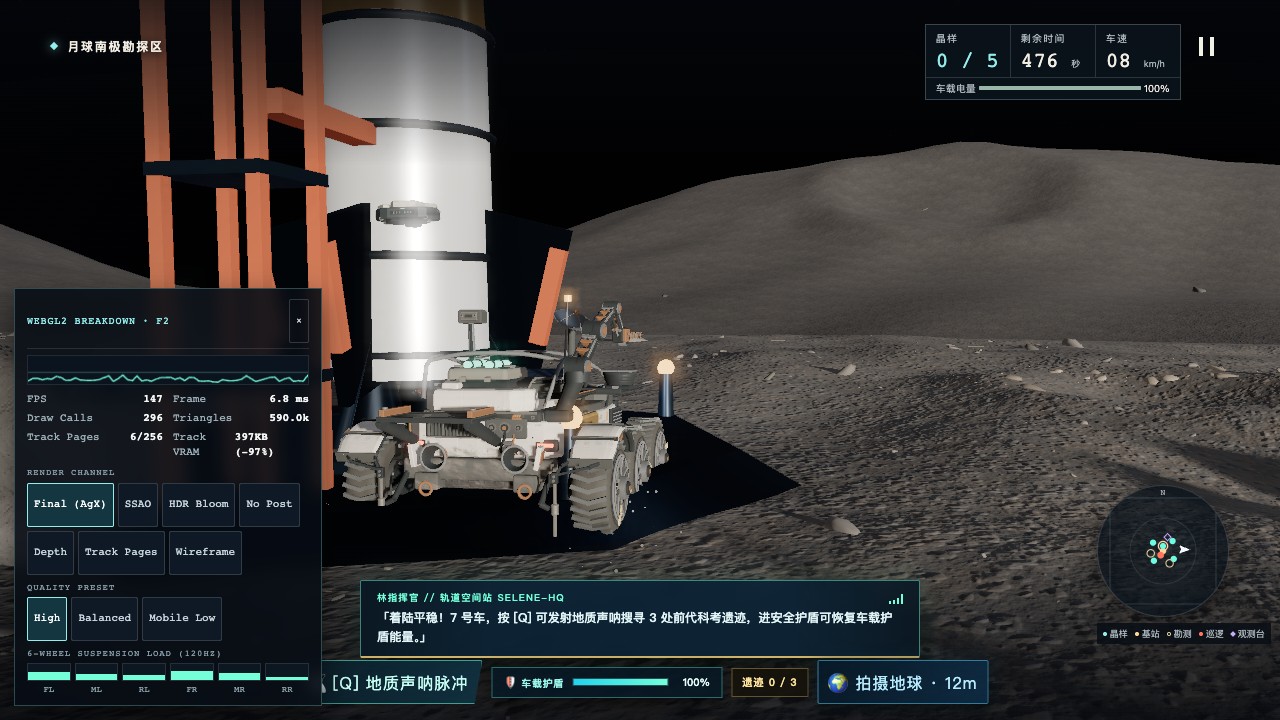 月球南极勘探区
晶样
0 / 5
剩余时间
476 秒
车速
08 km/h
车载电量 100%
WEBGL2 BREAKDOWN · F2
×
FPS 147 Frame 6.8 ms
Draw Calls 296 Triangles 590.0k
Track Pages 6/256 Track VRAM 397KB (-97%)
RENDER CHANNEL
Final (AgX) SSAO HDR Bloom No Post
Depth Track Pages Wireframe
QUALITY PRESET
High Balanced Mobile Low
6-WHEEL SUSPENSION LOAD (120HZ)
FL ML RL FR MR RR
林指挥官 // 轨道空间站 SELENE-HQ
「着陆平稳！7 号车，按 [Q] 可发射地质声呐搜寻 3 处前代科考遗迹，进安全护盾可恢复车载护
盾能量。」
[Q] 地质声呐脉冲
车载护盾 100%
遗迹 0 / 3
拍摄地球 · 12m
N
晶样 基站 勘测 巡逻 观测台